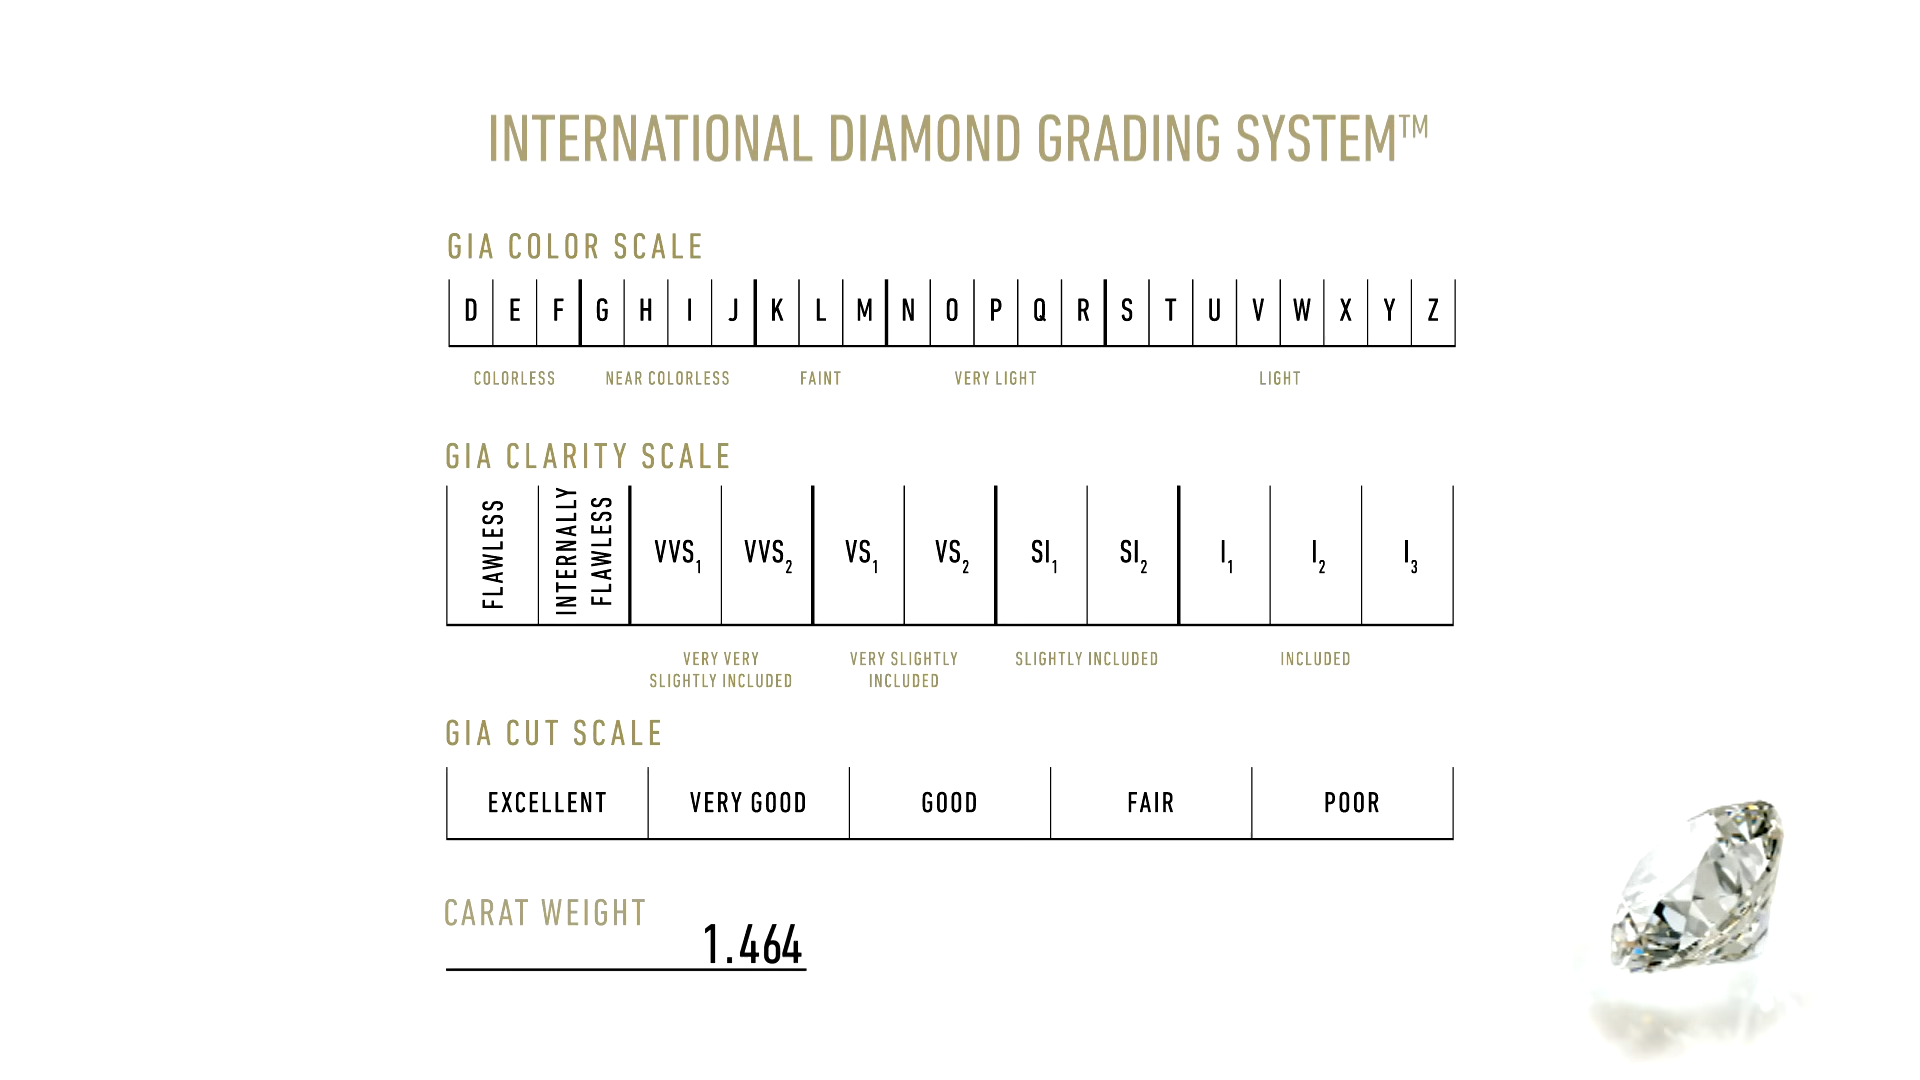 INTERNATIONAL DIAMOND GRADING SYSTEM™
GIA COLOR SCALE
D E F G H I J K L M N O P Q R S T U V W X Y Z
COLORLESS NEAR COLORLESS FAINT VERY LIGHT LIGHT
GIA CLARITY SCALE
FLAWLESS
INTERNALLY
FLAWLESS
VVS₁ VVS₂ VS₁ VS₂ SI₁ SI₂ I₁ I₂ I₃
VERY VERY
SLIGHTLY INCLUDED
VERY SLIGHTLY
INCLUDED
SLIGHTLY INCLUDED
INCLUDED
GIA CUT SCALE
EXCELLENT VERY GOOD GOOD FAIR POOR
CARAT WEIGHT
1.464